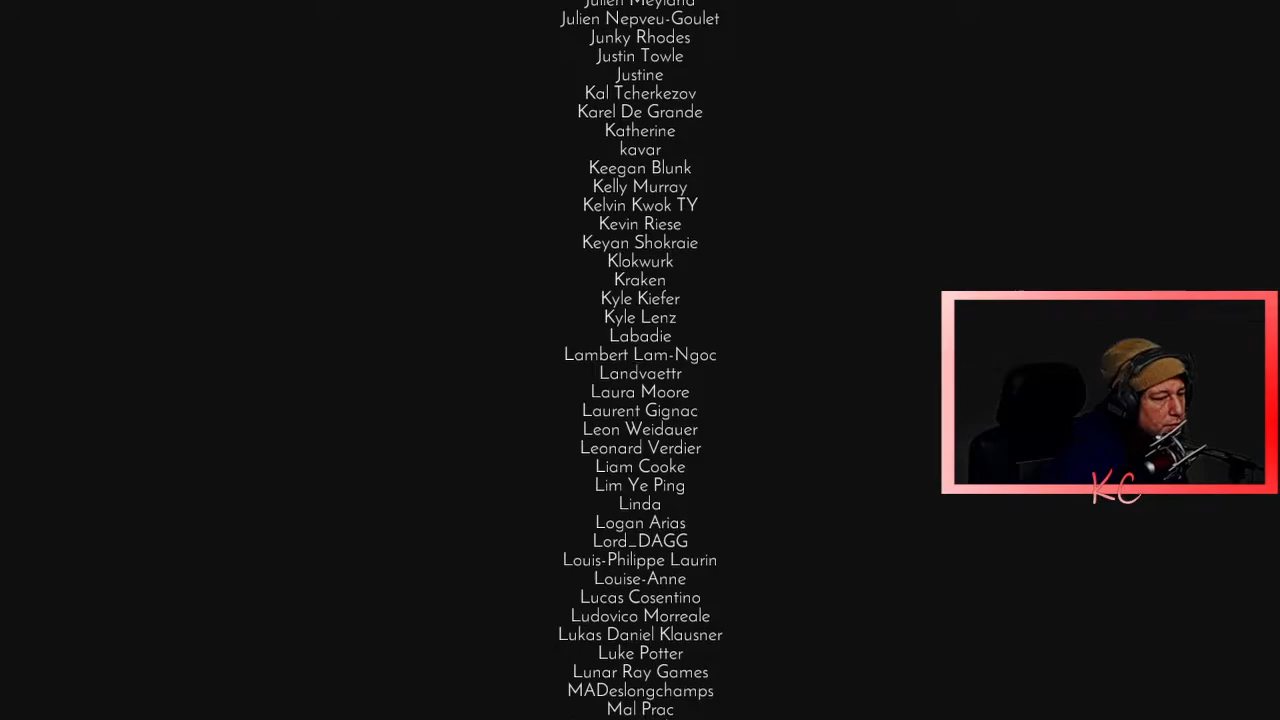 Julien Meyland
Julien Nepveu-Goulet
Junky Rhodes
Justin Towle
Justine
Kal Tcherkezov
Karel De Grande
Katherine
kavar
Keegan Blunk
Kelly Murray
Kelvin Kwok TY
Kevin Riese
Keyan Shokraie
Klokwurk
Kraken
Kyle Kiefer
Kyle Lenz
Labadie
Lambert Lam-Ngoc
Landvaettr
Laura Moore
Laurent Gignac
Leon Weidauer
Leonard Verdier
Liam Cooke
Lim Ye Ping
Linda
Logan Arias
Lord_DAGG
Louis-Philippe Laurin
Louise-Anne
Lucas Cosentino
Ludovico Morreale
Lukas Daniel Klausner
Luke Potter
Lunar Ray Games
MADeslongchamps
Mal Prac
KC